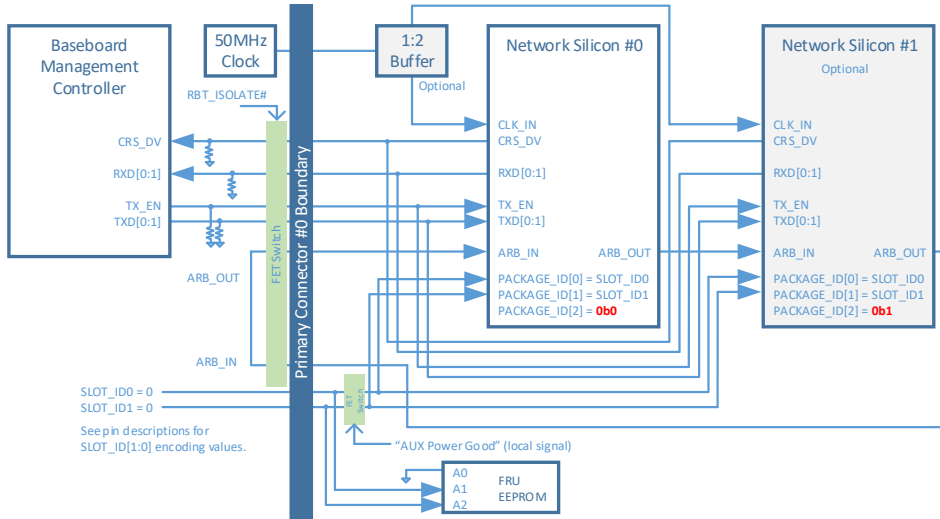 Baseboard
Management
Controller
50MHz
Clock
1:2
Buffer
Optional
Network Silicon #0
Network Silicon #1
Optional
RBT_ISOLATE#
CRS_DV
RXD[0:1]
TX_EN
TXD[0:1]
FET Switch
Primary Connector #0 Boundary
CLK_IN
CRS_DV
RXD[0:1]
TX_EN
TXD[0:1]
ARB_IN
ARB_OUT
PACKAGE_ID[0] = SLOT_ID0
PACKAGE_ID[1] = SLOT_ID1
PACKAGE_ID[2] = 0b0
CLK_IN
CRS_DV
RXD[0:1]
TX_EN
TXD[0:1]
ARB_IN
ARB_OUT
PACKAGE_ID[0] = SLOT_ID0
PACKAGE_ID[1] = SLOT_ID1
PACKAGE_ID[2] = 0b1
ARB_OUT
ARB_IN
SLOT_ID0 = 0
SLOT_ID1 = 0
See pin descriptions for
SLOT_ID[1:0] encoding values.
FET
Switch
“AUX Power Good” (local signal)
A0
A1
A2
FRU
EEPROM